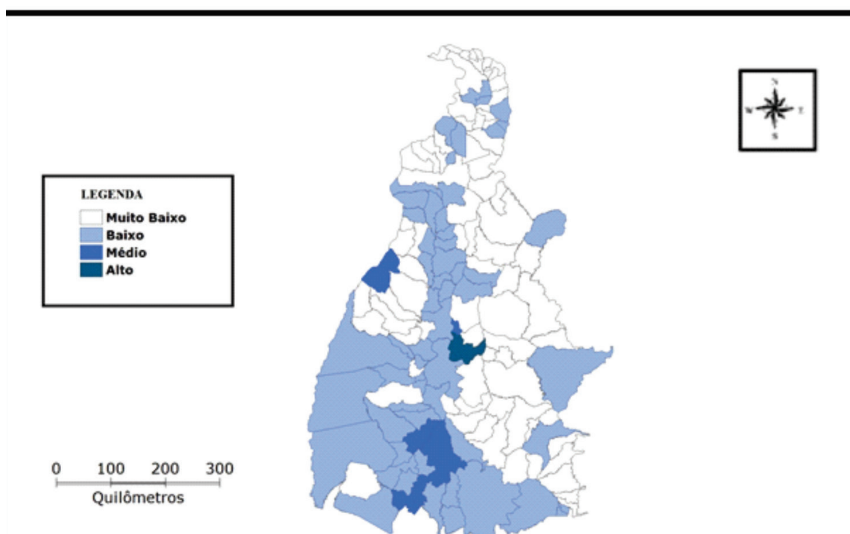 N
W E
S
LEGENDA
Muito Baixo
Baixo
Médio
Alto
0 100 200 300
Quilômetros